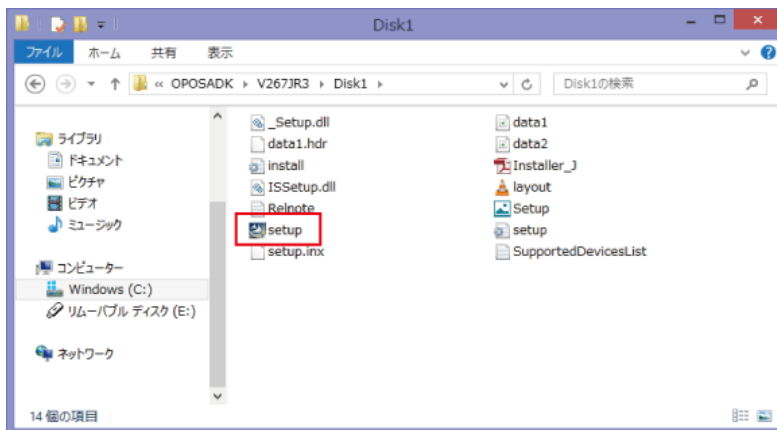 Disk1
ファイル ホーム 共有 表示
« OPOSADK V267JR3 Disk1 Disk1の検索
ライブラリ
ドキュメント
ピクチャ
ビデオ
ミュージック
コンピューター
Windows (C:)
リムーバブル ディスク (E:)
ネットワーク
_Setup.dll
data1.hdr
install
ISSetup.dll
Relnote
setup
setup.inx
data1
data2
Installer_J
layout
Setup
setup
SupportedDevicesList
14 個の項目